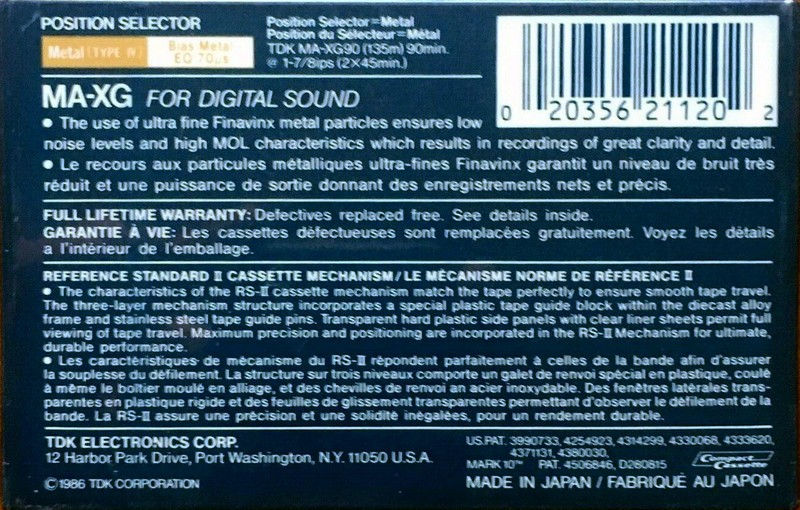 POSITION SELECTOR
Metal (TYPE IV) Bias Metal
EQ 70µs
Position Selector=Metal
Position du Sélecteur=Métal
TDK MA-XG90 (135m) 90min.
@ 1-7/8ips (2×45min.)
0 20356 21120 2
MA-XG FOR DIGITAL SOUND
● The use of ultra fine Finavinx metal particles ensures low
noise levels and high MOL characteristics which results in recordings of great clarity and detail.
● Le recours aux particules métalliques ultra-fines Finavinx garantit un niveau de bruit très
réduit et une puissance de sortie donnant des enregistrements nets et précis.
FULL LIFETIME WARRANTY: Defectives replaced free. See details inside.
GARANTIE À VIE: Les cassettes défectueuses sont remplacées gratuitement. Voyez les détails
a l'intérieur de l'emballage.
REFERENCE STANDARD II CASSETTE MECHANISM/LE MÉCANISME NORME DE RÉFÉRENCE II
● The characteristics of the RS-II cassette mechanism match the tape perfectly to ensure smooth tape travel.
The three-layer mechanism structure incorporates a special plastic tape guide block within the diecast alloy
frame and stainless steel tape guide pins. Transparent hard plastic side panels with clear liner sheets permit full
viewing of tape travel. Maximum precision and positioning are incorporated in the RS-II Mechanism for ultimate,
durable performance.
● Les caractéristiques de mécanisme du RS-II répondent parfaitement à celles de la bande afin d'assurer
la souplesse du défilement. La structure sur trois niveaux comporte un galet de renvoi spécial en plastique, coulé
à même le boîtier moulé en alliage, et des chevilles de renvoi an acier inoxydable. Des fenêtres latérales trans-
parentes en plastique rigide et des feuilles de glissement transparentes permettant d'observer le défilement de la
bande. La RS-II assure une précision et une solidité inégalées, pour un rendement durable.
TDK ELECTRONICS CORP.
12 Harbor Park Drive, Port Washington, N.Y. 11050 U.S.A.
©1986 TDK CORPORATION
US.PAT. 3990733, 4254923, 4314299, 4330068, 4333620,
4371131, 4380030,
MARK 10™ PAT. 4506846, D280815
Compact
Cassette
MADE IN JAPAN / FABRIQUÉ AU JAPON